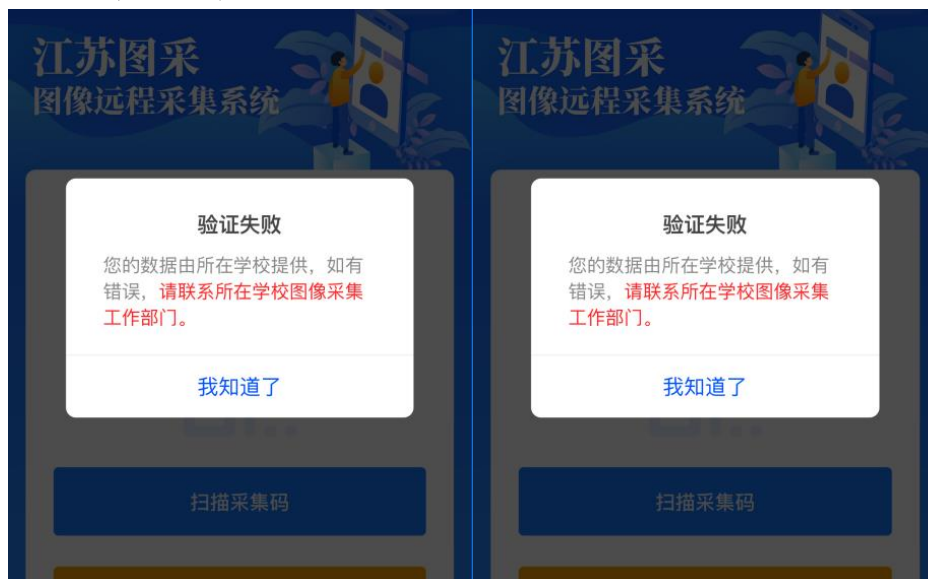 江苏图采
图像远程采集系统
验证失败
您的数据由所在学校提供，如有
错误，请联系所在学校图像采集
工作部门。
我知道了
扫描采集码
江苏图采
图像远程采集系统
验证失败
您的数据由所在学校提供，如有
错误，请联系所在学校图像采集
工作部门。
我知道了
扫描采集码